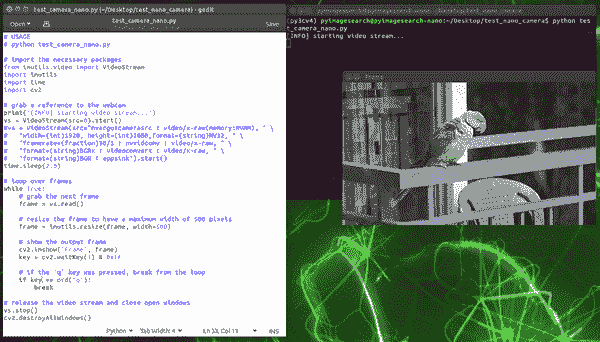 test_camera_nano.py (~/Desktop/test_nano_camera) - gedit
Open
test_camera_nano.py
~/Desktop/test_nano_camera
Save
# USAGE
# python test_camera_nano.py
# import the necessary packages
from imutils.video import VideoStream
import imutils
import time
import cv2
# grab a reference to the webcam
print("[INFO] starting video stream...")
vs = VideoStream(src=0).start()
#vs = VideoStream(src="nvarguscamerasrc ! video/x-raw(memory:NVMM), " \
# "width=(int)1920, height=(int)1080,format=(string)NV12, " \
# "framerate=(fraction)30/1 ! nvvidconv ! video/x-raw, " \
# "format=(string)BGRx ! videoconvert ! video/x-raw, " \
# "format=(string)BGR ! appsink").start()
time.sleep(2.0)
# loop over frames
while True:
# grab the next frame
frame = vs.read()
# resize the frame to have a maximum width of 500 pixels
frame = imutils.resize(frame, width=500)
# show the output frame
cv2.imshow("Frame", frame)
key = cv2.waitKey(1) & 0xFF
# if the 'q' key was pressed, break from the loop
if key == ord("q"):
break
# release the video stream and close open windows
vs.stop()
cv2.destroyAllWindows()
Python
Tab Width: 4
INS
(py3cv4) pyimagesearch@pyimagesearch-nano:~/Desktop/test_nano_camera$ python tes
t_camera_nano.py
[INFO] starting video stream...